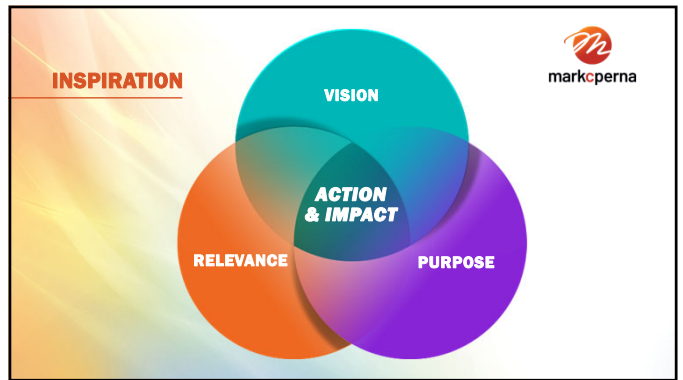 INSPIRATION
markcperna
VISION
ACTION
& IMPACT
RELEVANCE
PURPOSE